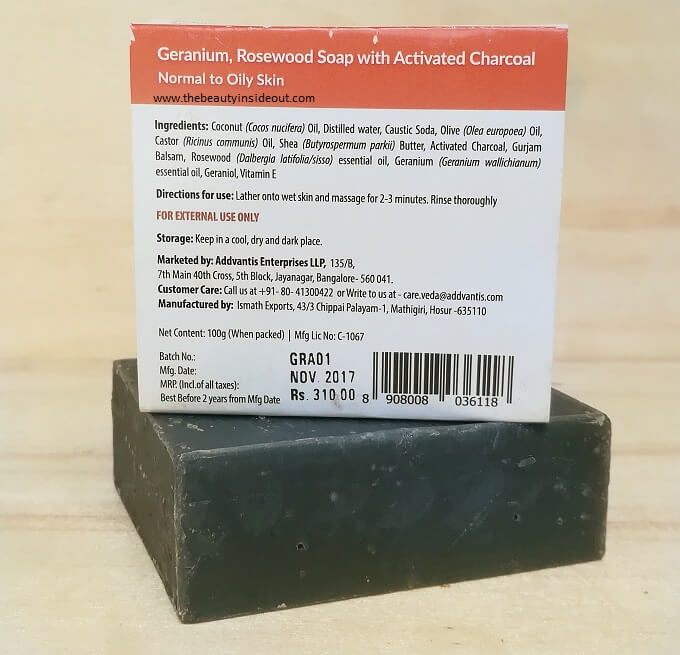 Geranium, Rosewood Soap with Activated Charcoal
Normal to Oily Skin
www.thebeautyinsideout.com
Ingredients: Coconut (Cocos nucifera) Oil, Distilled water, Caustic Soda, Olive (Olea europoea) Oil,
Castor (Ricinus communis) Oil, Shea (Butyrospermum parkii) Butter, Activated Charcoal, Gurjam
Balsam, Rosewood (Dalbergia latifolia/sisso) essential oil, Geranium (Geranium wallichianum)
essential oil, Geraniol, Vitamin E
Directions for use: Lather onto wet skin and massage for 2-3 minutes. Rinse thoroughly
FOR EXTERNAL USE ONLY
Storage: Keep in a cool, dry and dark place.
Marketed by: Addvantis Enterprises LLP, 135/B,
7th Main 40th Cross, 5th Block, Jayanagar, Bangalore- 560 041.
Customer Care: Call us at +91- 80- 41300422 or Write to us at - care.veda@addvantis.com
Manufactured by: Ismath Exports, 43/3 Chippai Palayam-1, Mathigiri, Hosur -635110
Net Content: 100g (When packed) | Mfg Lic No: C-1067
Batch No.: GRA01
Mfg. Date: NOV. 2017
MRP. (Incl.of all taxes): Rs. 310.00
Best Before 2 years from Mfg Date
8 908008 036118